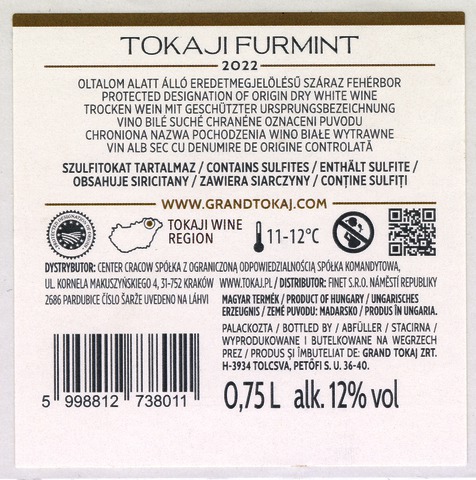 TOKAJI FURMINT
2022
OLTALOM ALATT ÁLLÓ EREDETMEGJELÖLÉSŰ SZÁRAZ FEHÉRBOR
PROTECTED DESIGNATION OF ORIGIN DRY WHITE WINE
TROCKEN WEIN MIT GESCHÜTZTER URSPRUNGSBEZEICHNUNG
VINO BILÉ SUCHÉ CHRANĚNE OZNACENI PUVODU
CHRONIONA NAZWA POCHODZENIA WINO BIAŁE WYTRAWNE
VIN ALB SEC CU DENUMIRE DE ORIGINE CONTROLATĂ
SZULFITOKAT TARTALMAZ / CONTAINS SULFITES / ENTHÄLT SULFITE /
OBSAHUJE SIRICITANY / ZAWIERA SIARCZYNY / CONȚINE SULFIȚI
WWW.GRANDTOKAJ.COM
TOKAJI WINE
REGION
11-12°C
DYSTRYBUTOR: CENTER CRACOW SPÓŁKA Z OGRANICZONĄ ODPOWIEDZIALNOŚCIĄ SPÓŁKA KOMANDYTOWA,
UL. KORNELA MAKUSZYŃSKIEGO 4, 31-752 KRAKÓW WWW.TOKAJ.PL / DISTRIBUTOR: FINET S.R.O. NÁMĚSTÍ REPUBLIKY
2686 PARDUBICE ČÍSLO ŠARŽE UVEDENO NA LÁHVI
MAGYAR TERMÉK / PRODUCT OF HUNGARY / UNGARISCHES
ERZEUGNIS / ZEMÉ PUVODU: MADARSKO / PRODUS ÎN UNGARIA.
PALACKOZTA / BOTTLED BY / ABFÜLLER / STACIRNA /
WYPRODUKOWANE I BUTELKOWANE NA WEGRZECH
PREZ / PRODUS ȘI ÎMBUTELIAT DE: GRAND TOKAJ ZRT.
H-3934 TOLCSVA, PETŐFI S. U. 36-40.
5 998812 738011
0,75 L alk. 12% vol